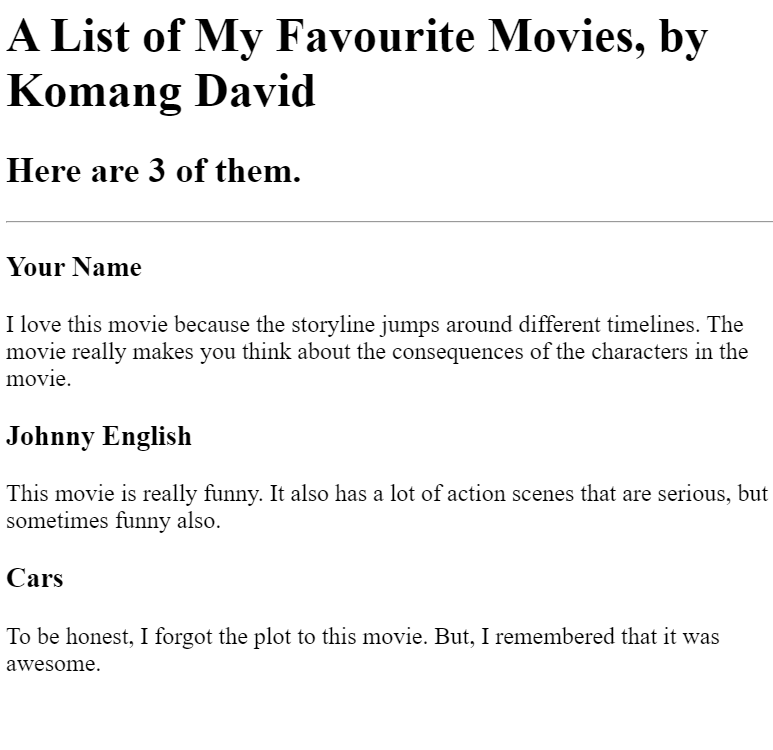 A List of My Favourite Movies, by
Komang David
Here are 3 of them.
Your Name
I love this movie because the storyline jumps around different timelines. The
movie really makes you think about the consequences of the characters in the
movie.
Johnny English
This movie is really funny. It also has a lot of action scenes that are serious, but
sometimes funny also.
Cars
To be honest, I forgot the plot to this movie. But, I remembered that it was
awesome.